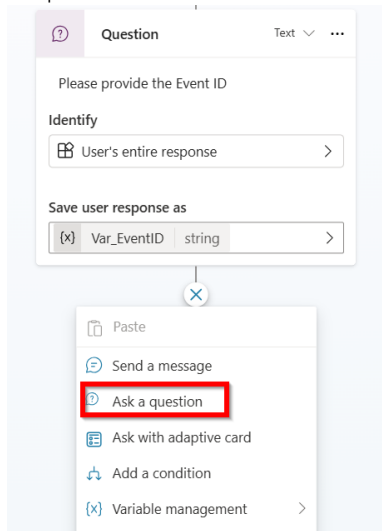 Question Text
Please provide the Event ID
Identify
User's entire response
Save user response as
{x} Var_EventID string
Paste
Send a message
Ask a question
Ask with adaptive card
Add a condition
{x} Variable management